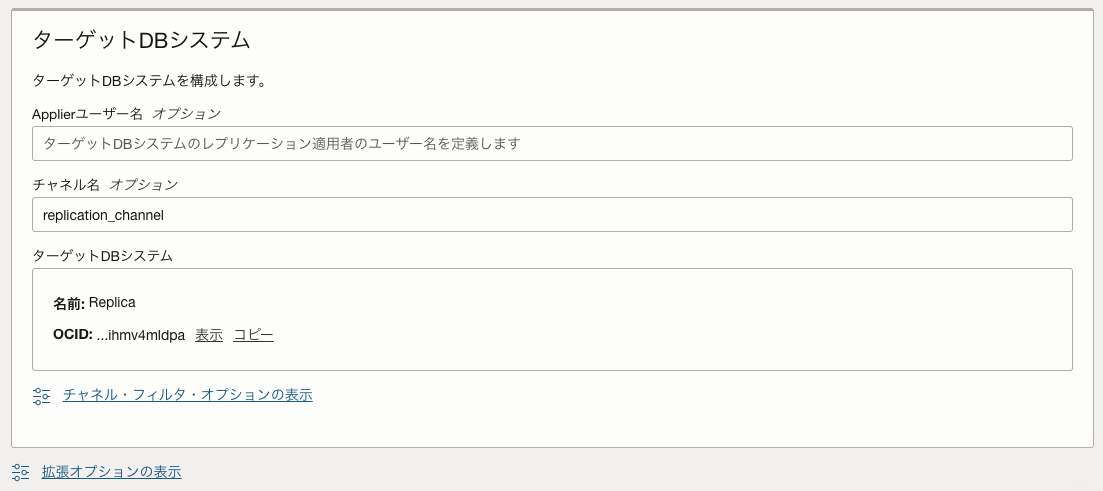 ターゲットDBシステム
ターゲットDBシステムを構成します。
Applierユーザー名 オプション
ターゲットDBシステムのレプリケーション適用者のユーザー名を定義します
チャネル名 オプション
replication_channel
ターゲットDBシステム
名前: Replica
OCID: ...ihmv4mldpa 表示 コピー
チャネル・フィルタ・オプションの表示
拡張オプションの表示